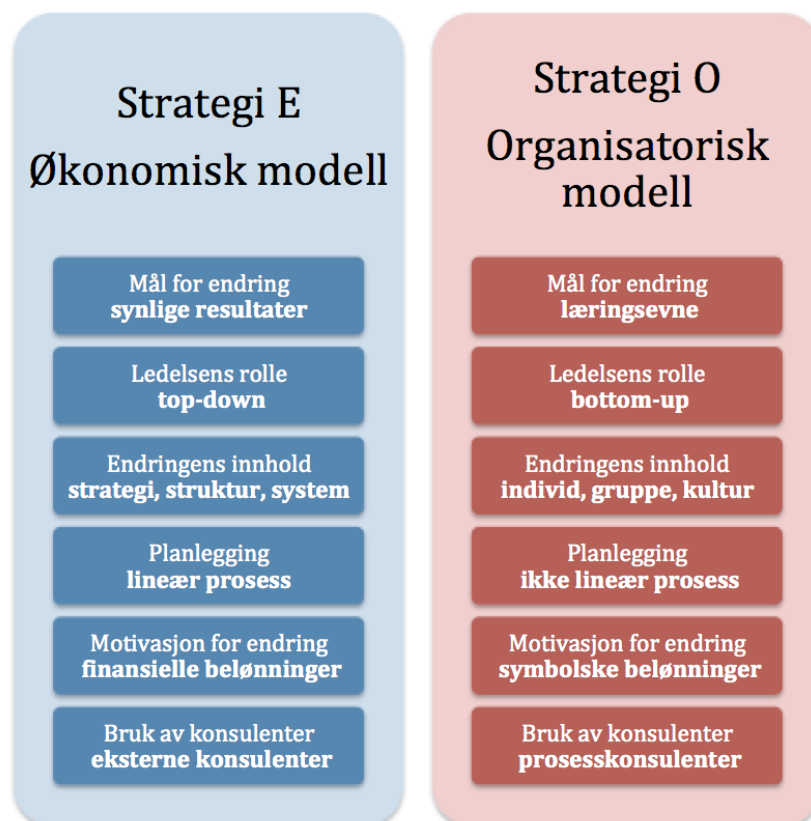 Strategi E
Økonomisk modell
Mål for endring
synlige resultater
Ledelsens rolle
top-down
Endringens innhold
strategi, struktur, system
Planlegging
lineær prosess
Motivasjon for endring
finansielle belønninger
Bruk av konsulenter
eksterne konsulenter
Strategi O
Organisatorisk
modell
Mål for endring
læringsevne
Ledelsens rolle
bottom-up
Endringens innhold
individ, gruppe, kultur
Planlegging
ikke lineær prosess
Motivasjon for endring
symbolske belønninger
Bruk av konsulenter
prosesskonsulenter